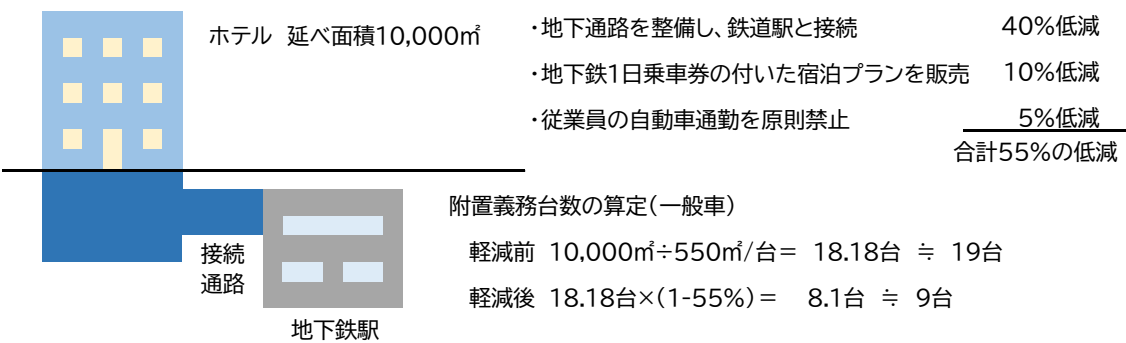 ホテル 延べ面積10,000㎡
・地下通路を整備し、鉄道駅と接続 40%低減
・地下鉄1日乗車券の付いた宿泊プランを販売 10%低減
・従業員の自動車通勤を原則禁止 5%低減
合計55%の低減
附置義務台数の算定(一般車)
軽減前 10,000㎡÷550㎡/台= 18.18台 ≒ 19台
軽減後 18.18台×(1-55%)= 8.1台 ≒ 9台
接続
通路
地下鉄駅